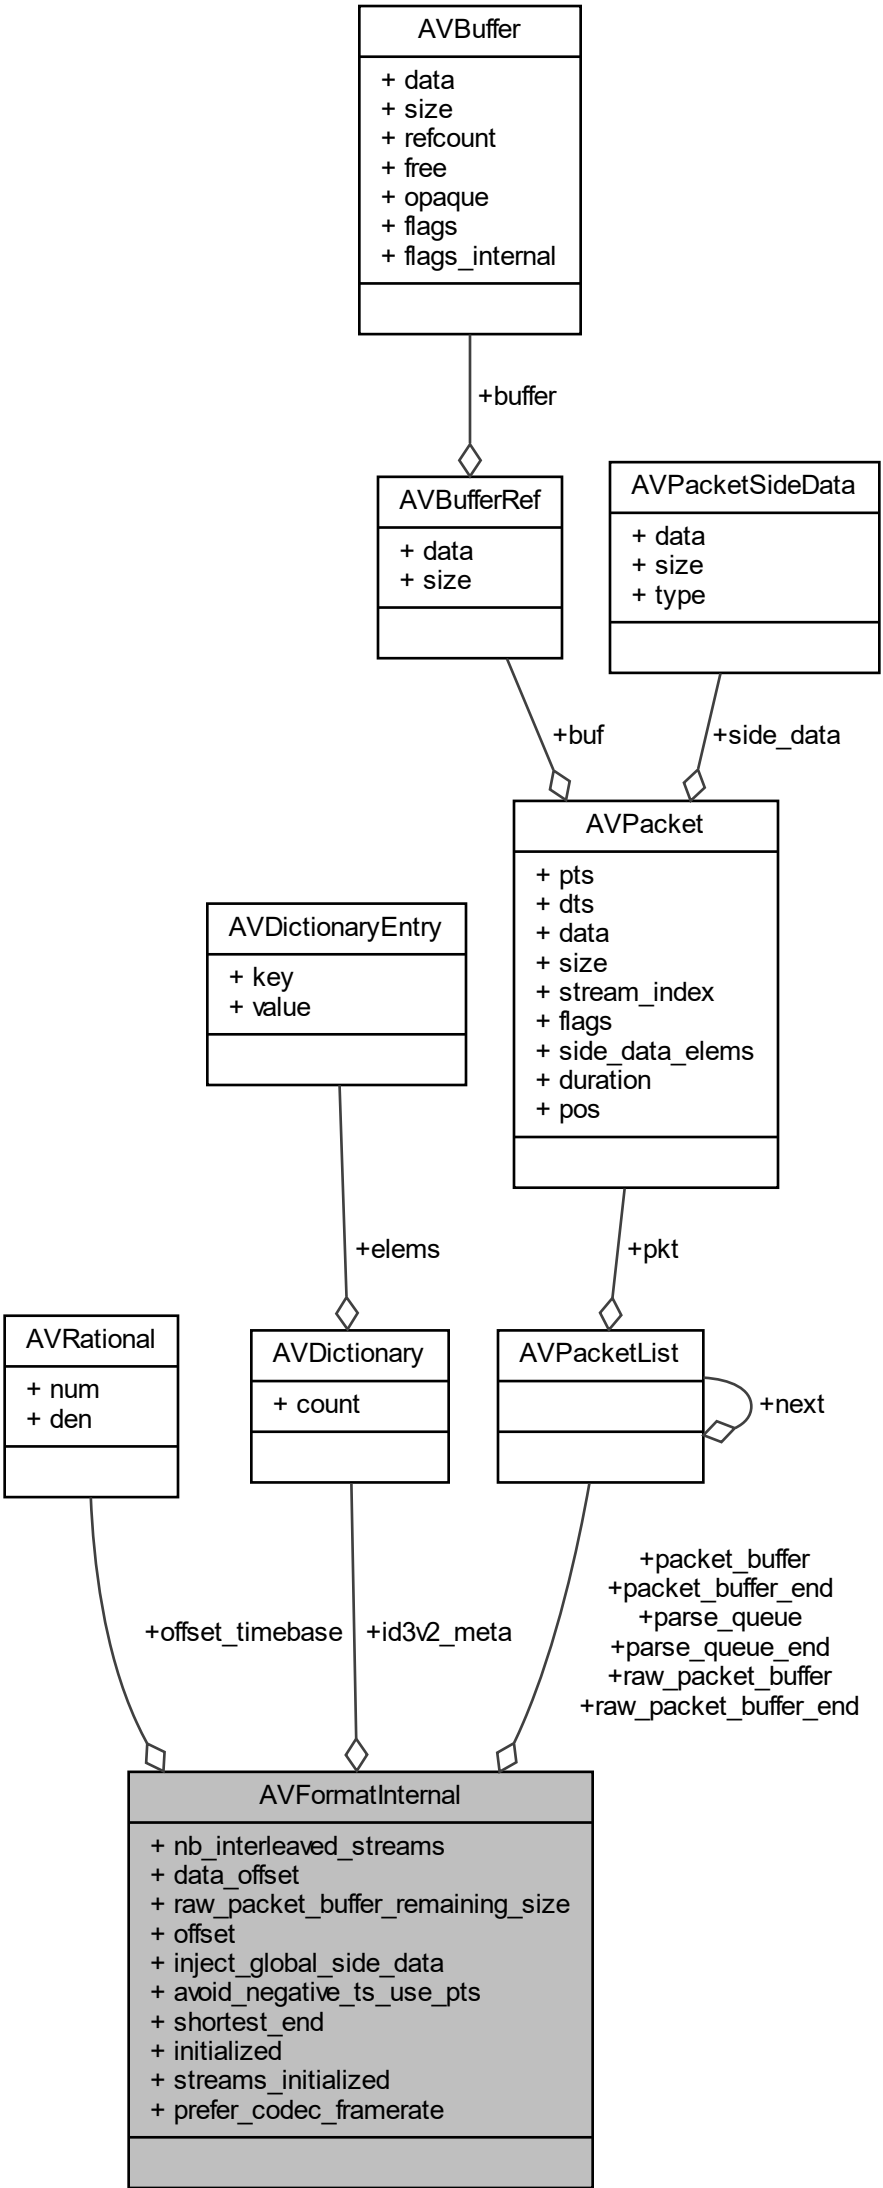 AVBuffer
+ data
+ size
+ refcount
+ free
+ opaque
+ flags
+ flags_internal
+buffer
AVBufferRef
+ data
+ size
AVPacketSideData
+ data
+ size
+ type
+buf
+side_data
AVPacket
+ pts
+ dts
+ data
+ size
+ stream_index
+ flags
+ side_data_elems
+ duration
+ pos
AVDictionaryEntry
+ key
+ value
+elems
+pkt
AVRational
+ num
+ den
AVDictionary
+ count
AVPacketList
+next
+offset_timebase
+id3v2_meta
+packet_buffer
+packet_buffer_end
+parse_queue
+parse_queue_end
+raw_packet_buffer
+raw_packet_buffer_end
AVFormatInternal
+ nb_interleaved_streams
+ data_offset
+ raw_packet_buffer_remaining_size
+ offset
+ inject_global_side_data
+ avoid_negative_ts_use_pts
+ shortest_end
+ initialized
+ streams_initialized
+ prefer_codec_framerate